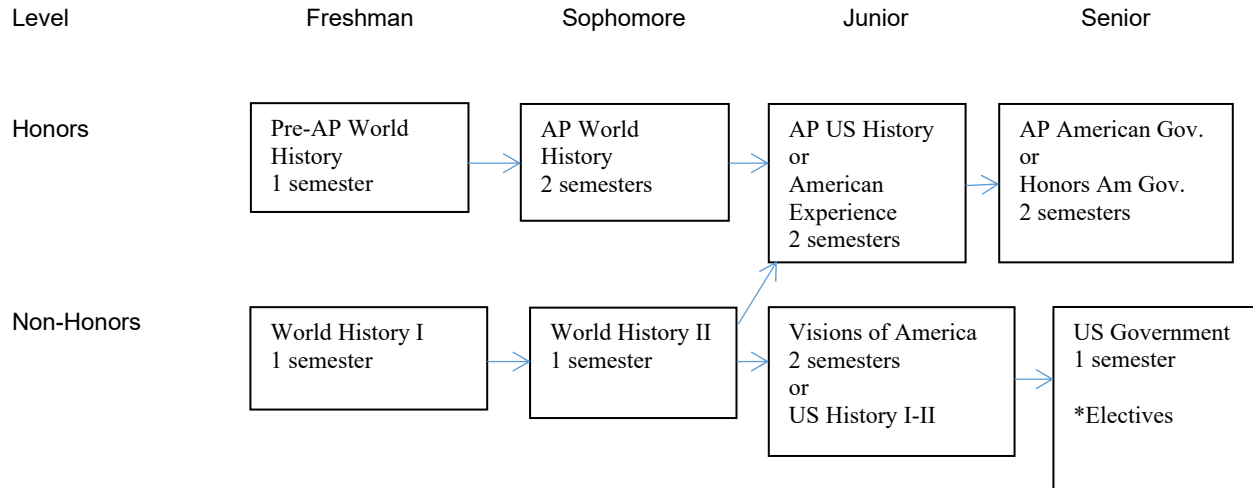 Level Freshman Sophomore Junior Senior
Honors
Pre-AP World
History
1 semester
AP World
History
2 semesters
AP US History
or
American
Experience
2 semesters
AP American Gov.
or
Honors Am Gov.
2 semesters
Non-Honors
World History I
1 semester
World History II
1 semester
Visions of America
2 semesters
or
US History I-II
US Government
1 semester
*Electives